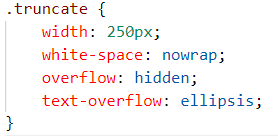 .truncate {
    width: 250px;
    white-space: nowrap;
    overflow: hidden;
    text-overflow: ellipsis;
}